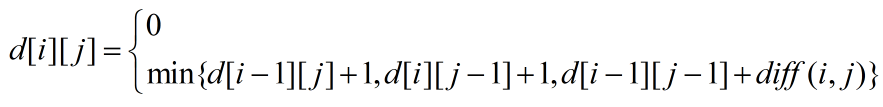 d[i][j] = { 0
min{d[i−1][j]+1, d[i][j−1]+1, d[i−1][j−1]+diff(i, j)}